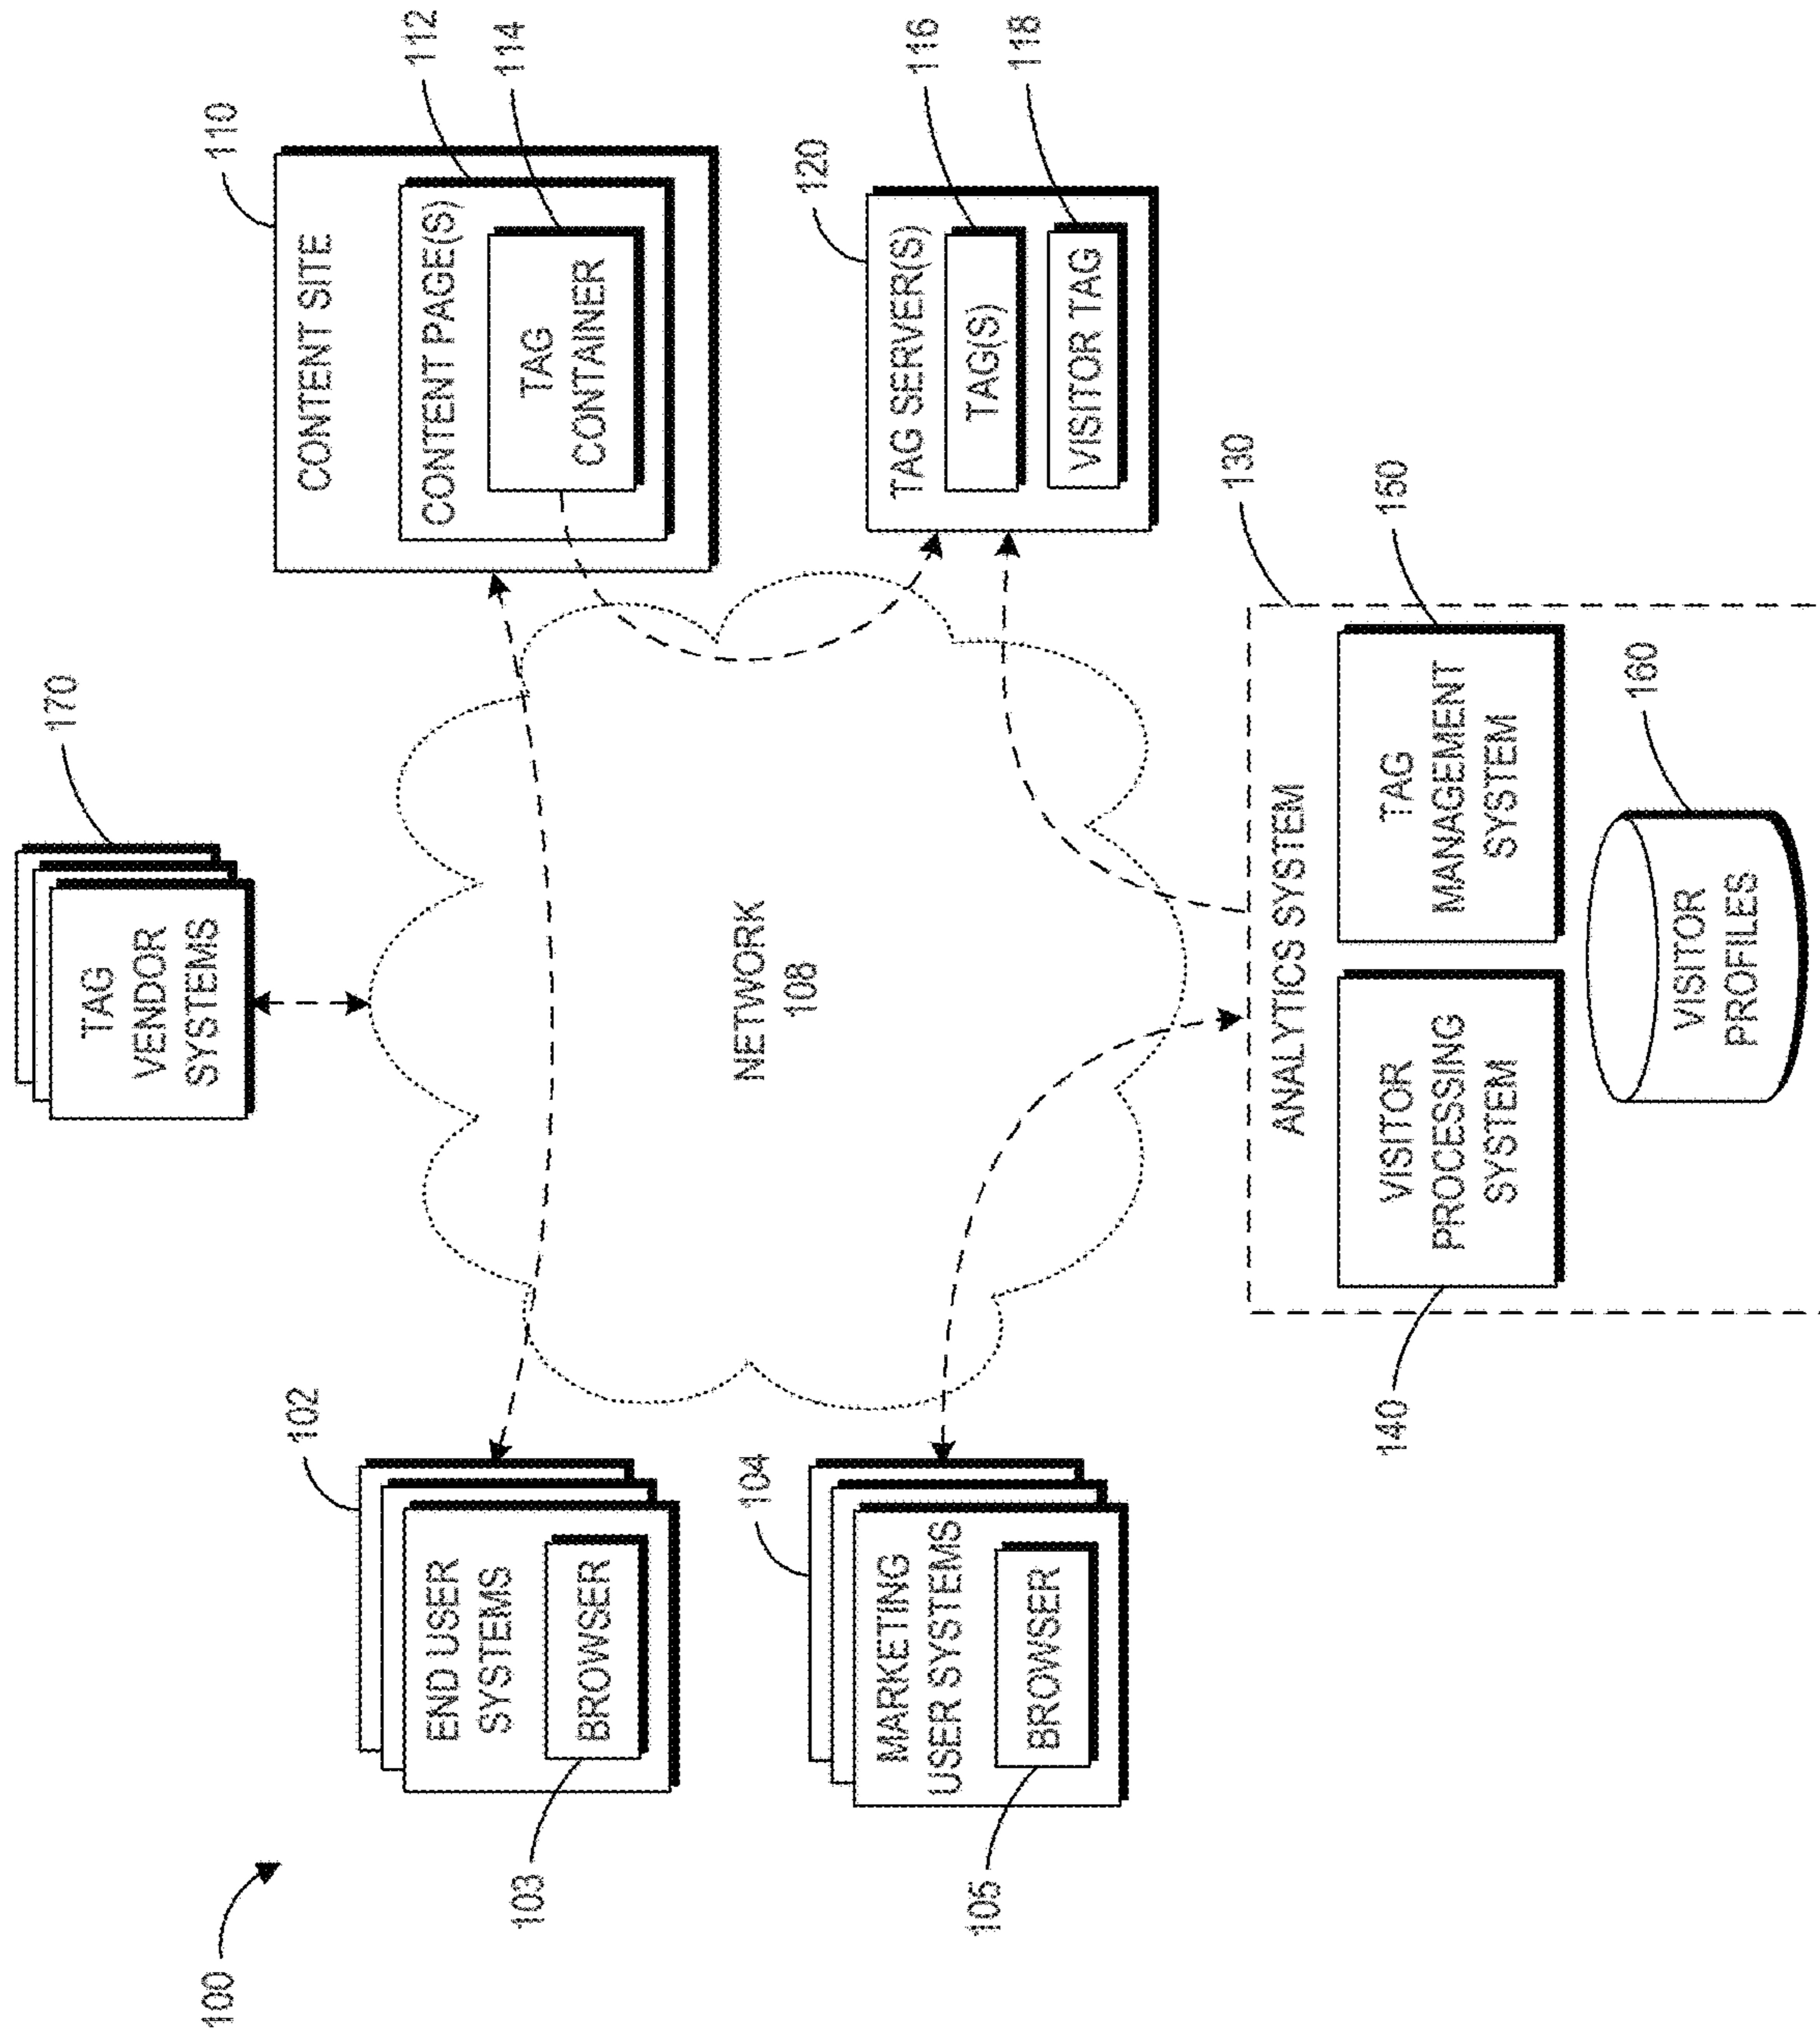 100
170
TAG
VENDOR
SYSTEMS
102
END USER
SYSTEMS
BROWSER
103
104
MARKETING
USER SYSTEMS
BROWSER
105
NETWORK
108
110
CONTENT SITE
112
CONTENT PAGE(S)
114
TAG
CONTAINER
120
TAG SERVER(S)
116
TAG(S)
118
VISITOR TAG
130
ANALYTICS SYSTEM
140
VISITOR
PROCESSING
SYSTEM
150
TAG
MANAGEMENT
SYSTEM
160
VISITOR
PROFILES